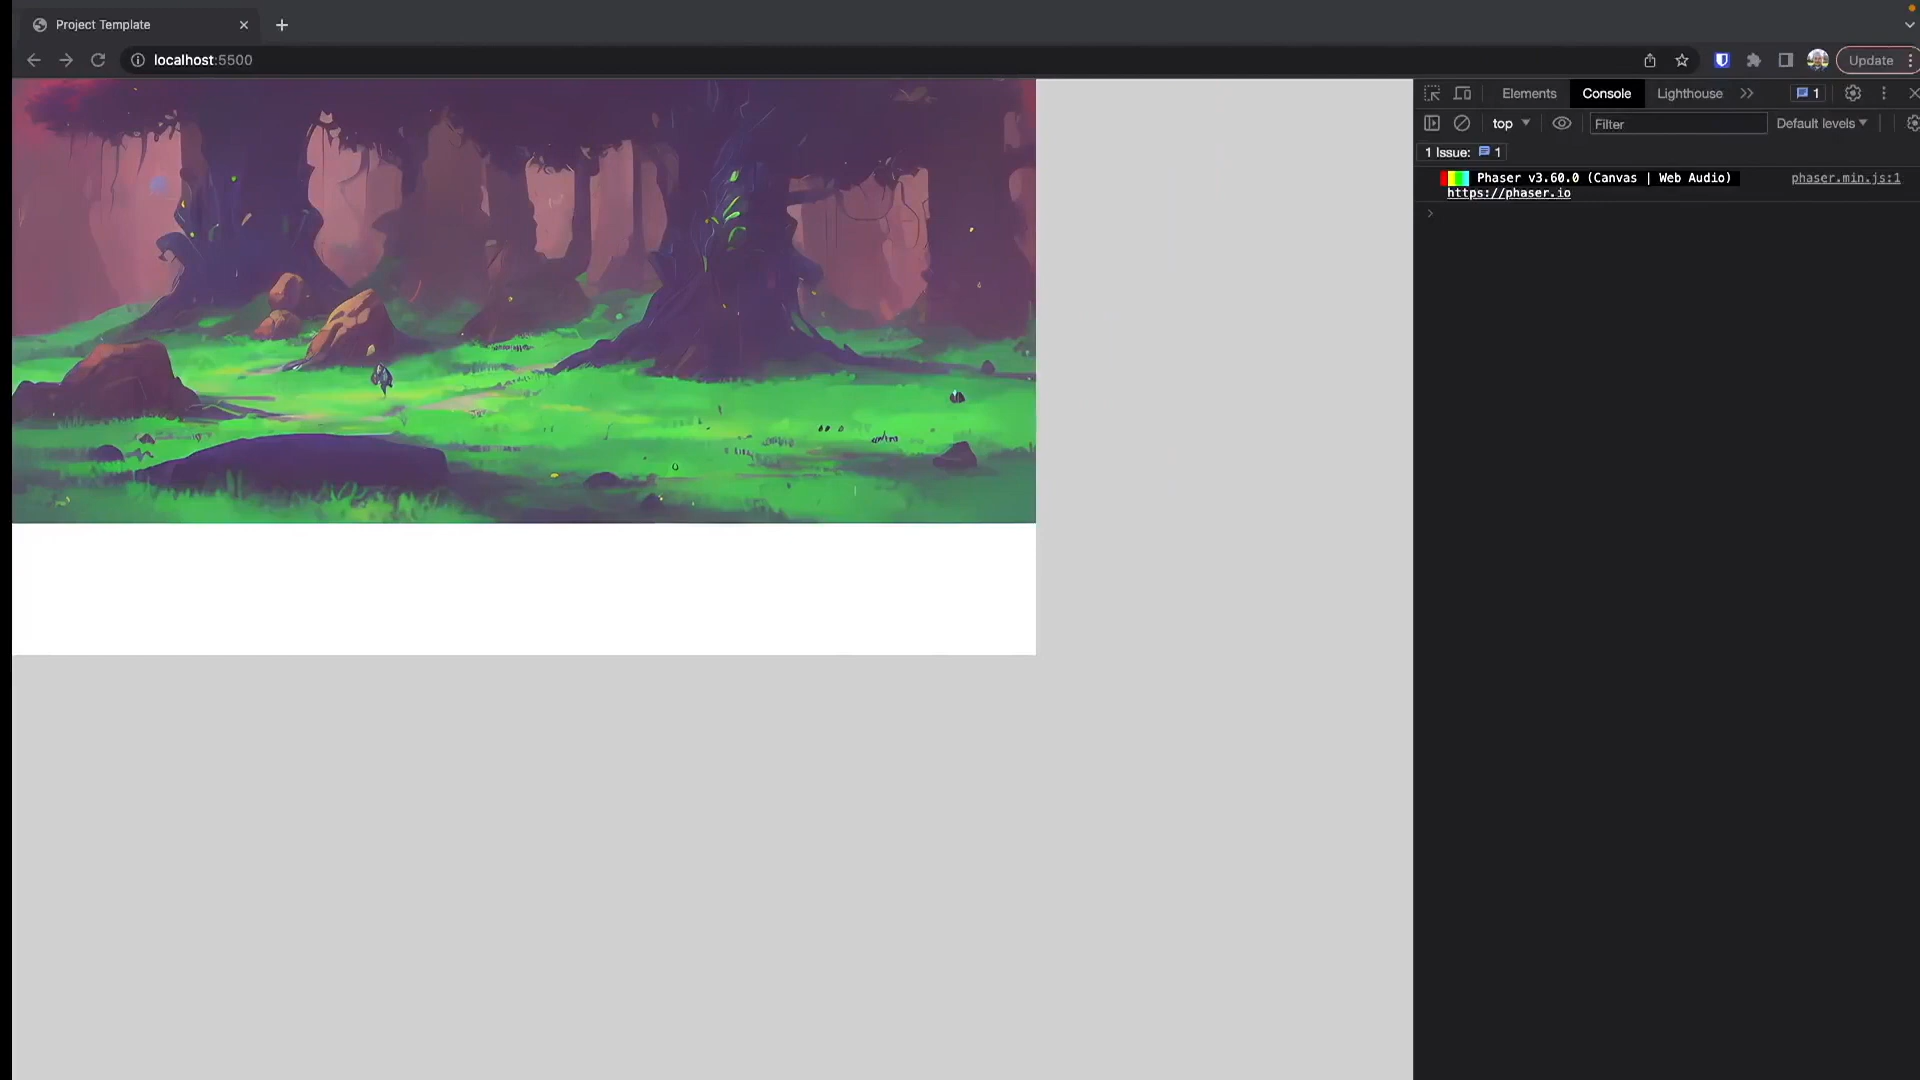 Project Template
localhost:5500
Update
Elements
Console
Lighthouse
1
top
Filter
Default levels
1 Issue:
1
Phaser v3.60.0 (Canvas | Web Audio)
phaser.min.js:1
https://phaser.io